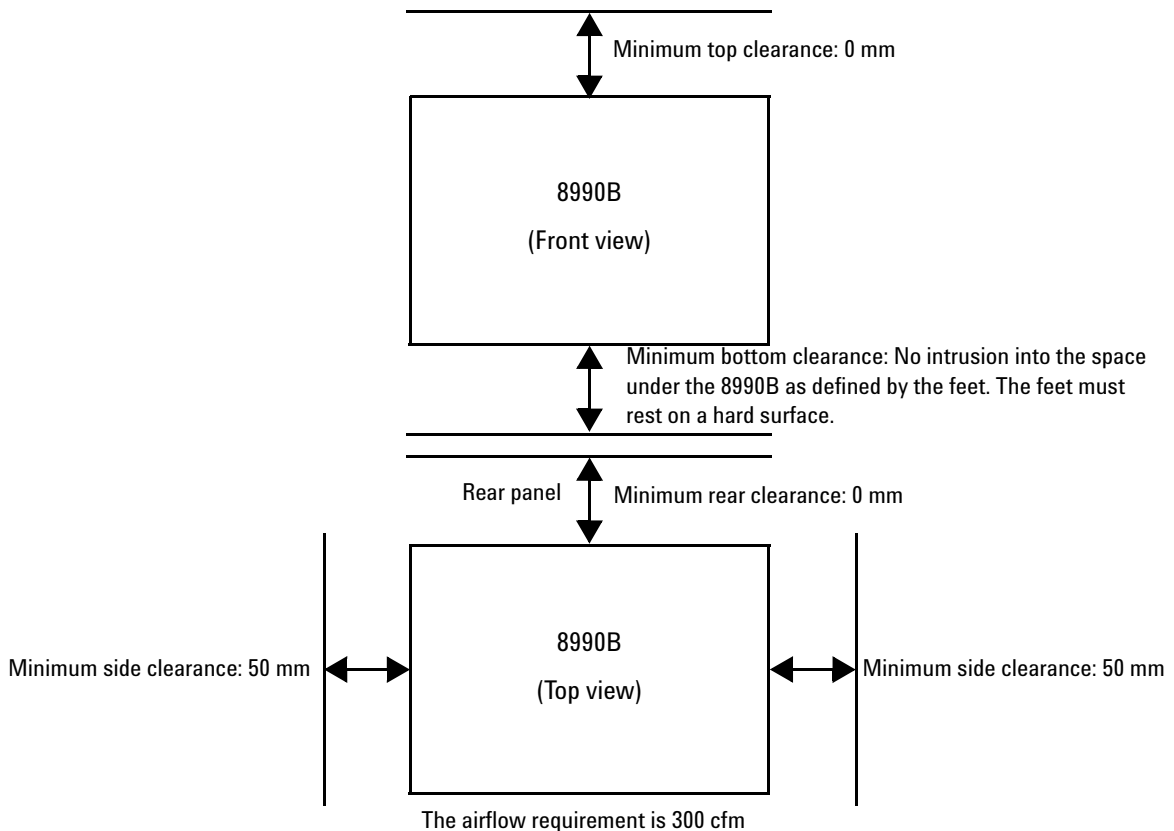 Minimum top clearance: 0 mm
8990B
(Front view)
Minimum bottom clearance: No intrusion into the space
under the 8990B as defined by the feet. The feet must
rest on a hard surface.
Rear panel
Minimum rear clearance: 0 mm
8990B
(Top view)
Minimum side clearance: 50 mm
Minimum side clearance: 50 mm
The airflow requirement is 300 cfm